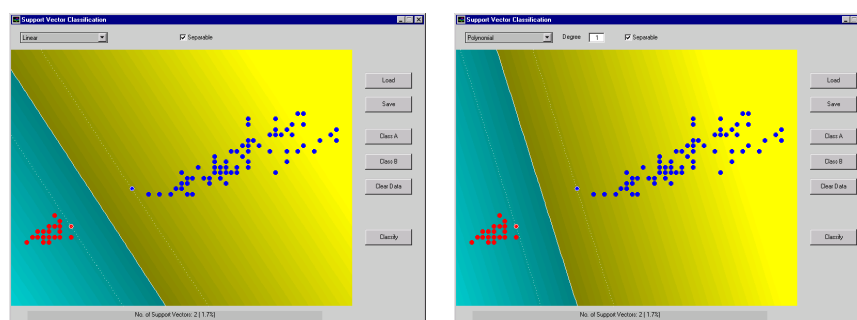 Support Vector Classification
Linear
Separable
Load
Save
Class A
Class B
Clear Data
Classify
No. of Support Vectors: 2 (1.7%)
Support Vector Classification
Polynomial
Degree 1
Separable
Load
Save
Class A
Class B
Clear Data
Classify
No. of Support Vectors: 2 (1.7%)